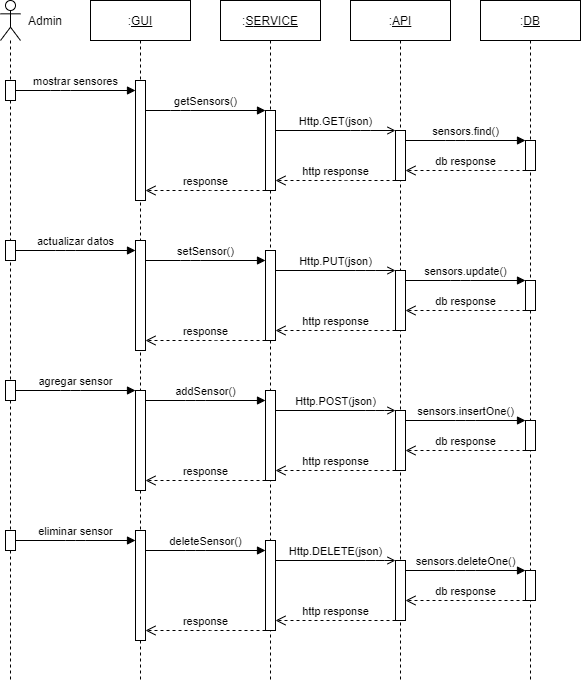 Admin
:GUI
:SERVICE
:API
:DB
mostrar sensores
getSensors()
Http.GET(json)
sensors.find()
db response
http response
response
actualizar datos
setSensor()
Http.PUT(json)
sensors.update()
db response
http response
response
agregar sensor
addSensor()
Http.POST(json)
sensors.insertOne()
db response
http response
response
eliminar sensor
deleteSensor()
Http.DELETE(json)
sensors.deleteOne()
db response
http response
response